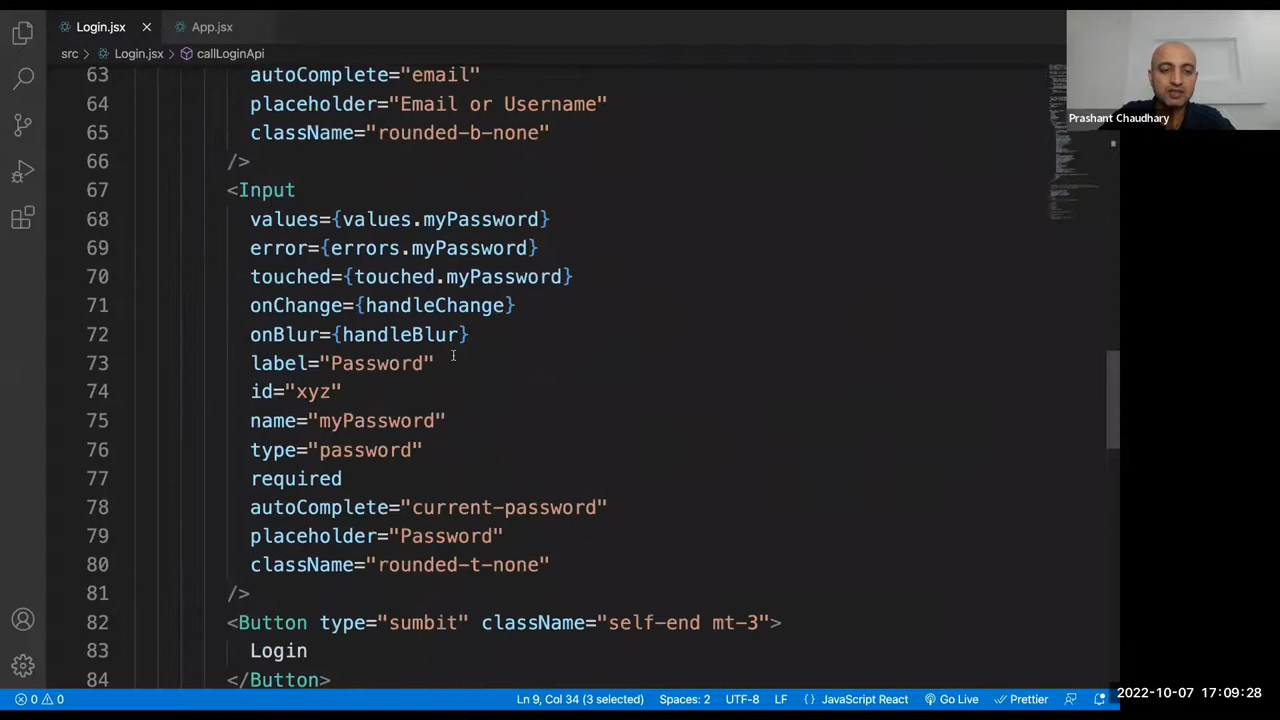 Login.jsx
App.jsx
src > Login.jsx > callLoginApi
Prashant Chaudhary
63 autoComplete="email"
64 placeholder="Email or Username"
65 className="rounded-b-none"
66 />
67 <Input
68 values={values.myPassword}
69 error={errors.myPassword}
70 touched={touched.myPassword}
71 onChange={handleChange}
72 onBlur={handleBlur}
73 label="Password"
74 id="xyz"
75 name="myPassword"
76 type="password"
77 required
78 autoComplete="current-password"
79 placeholder="Password"
80 className="rounded-t-none"
81 />
82 <Button type="sumbit" className="self-end mt-3">
83 Login
84 </Button>
0 0 Ln 9, Col 34 (3 selected) Spaces: 2 UTF-8 LF {} JavaScript React Go Live Prettier
2022-10-07 17:09:28